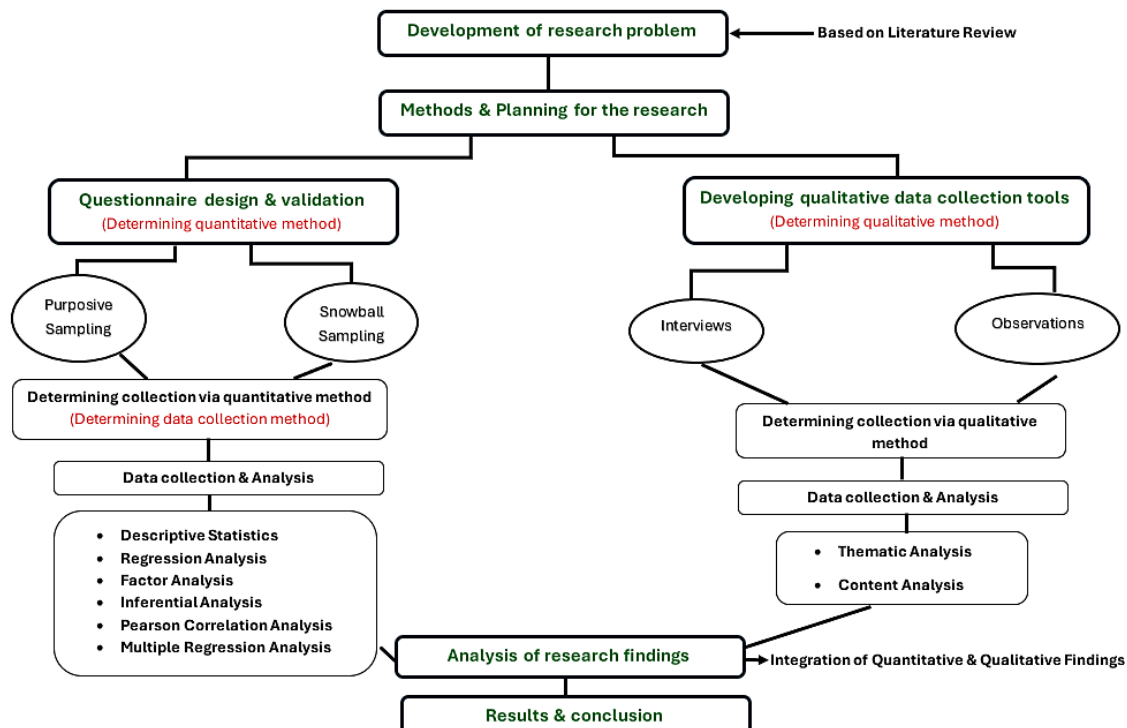 Development of research problem
Based on Literature Review
Methods & Planning for the research
Questionnaire design & validation
(Determining quantitative method)
Developing qualitative data collection tools
(Determining qualitative method)
Purposive
Sampling
Snowball
Sampling
Interviews
Observations
Determining collection via quantitative method
(Determining data collection method)
Determining collection via qualitative
method
Data collection & Analysis
Data collection & Analysis
• Descriptive Statistics
• Regression Analysis
• Factor Analysis
• Inferential Analysis
• Pearson Correlation Analysis
• Multiple Regression Analysis
• Thematic Analysis
• Content Analysis
Analysis of research findings
Integration of Quantitative & Qualitative Findings
Results & conclusion